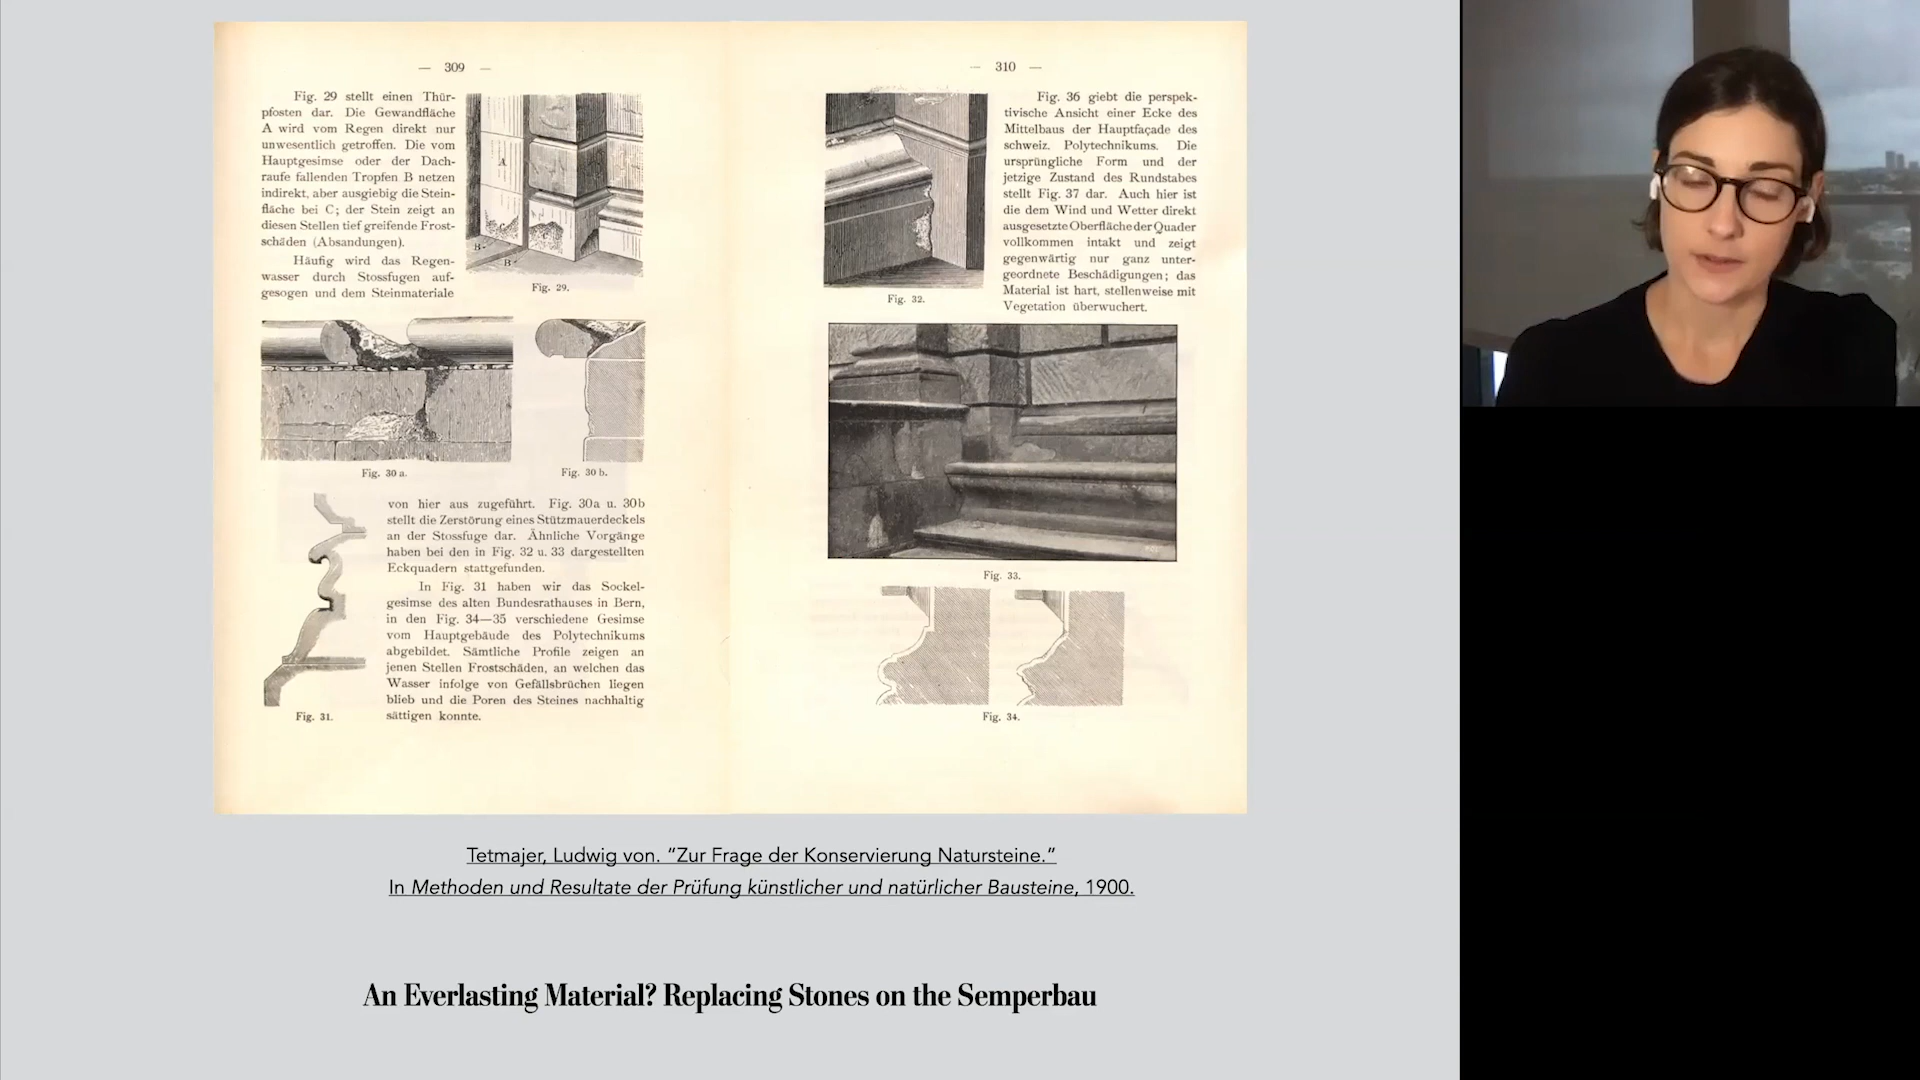 — 309 —
Fig. 29 stellt einen Thür-
pfosten dar. Die Gewandfläche
A wird vom Regen direkt nur
unwesentlich getroffen. Die vom
Hauptgesimse oder der Dach-
raufe fallenden Tropfen B netzen
indirekt, aber ausgiebig die Stein-
fläche bei C; der Stein zeigt an
diesen Stellen tief greifende Frost-
schäden (Absandungen).
Häufig wird das Regen-
wasser durch Stossfugen auf-
gesogen und dem Steinmateriale
A
C
C
B
B
Fig. 29.
Fig. 30 a.
Fig. 30 b.
von hier aus zugeführt. Fig. 30a u. 30b
stellt die Zerstörung eines Stützmauerdeckels
an der Stossfuge dar. Ähnliche Vorgänge
haben bei den in Fig. 32 u. 33 dargestellten
Eckquadern stattgefunden.
In Fig. 31 haben wir das Sockel-
gesimse des alten Bundesrathauses in Bern,
in den Fig. 34—35 verschiedene Gesimse
vom Hauptgebäude des Polytechnikums
abgebildet. Sämtliche Profile zeigen an
jenen Stellen Frostschäden, an welchen das
Wasser infolge von Gefällsbrüchen liegen
blieb und die Poren des Steines nachhaltig
sättigen konnte.
Fig. 31.
— 310 —
Fig. 32.
Fig. 36 giebt die perspek-
tivische Ansicht einer Ecke des
Mittelbaus der Hauptfaçade des
schweiz. Polytechnikums. Die
ursprüngliche Form und der
jetzige Zustand des Rundstabes
stellt Fig. 37 dar. Auch hier ist
die dem Wind und Wetter direkt
ausgesetzte Oberfläche der Quader
vollkommen intakt und zeigt
gegenwärtig nur ganz unter-
geordnete Beschädigungen; das
Material ist hart, stellenweise mit
Vegetation überwuchert.
Fig. 33.
Fig. 34.
Tetmajer, Ludwig von. “Zur Frage der Konservierung Natursteine.”
In Methoden und Resultate der Prüfung künstlicher und natürlicher Bausteine, 1900.
An Everlasting Material? Replacing Stones on the Semperbau